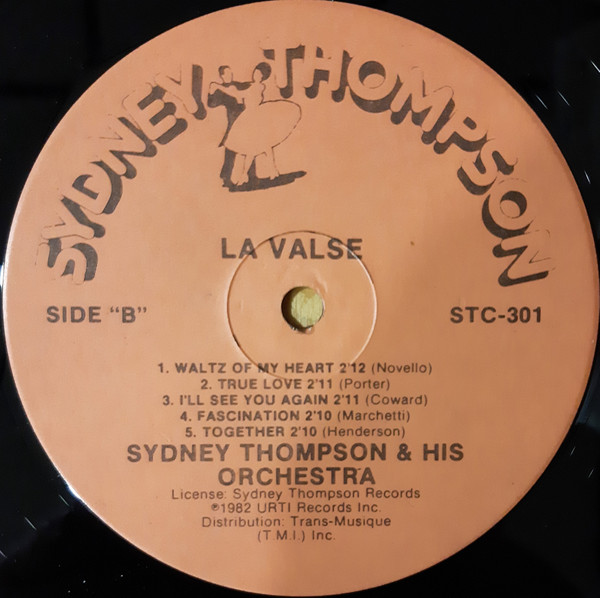 SYDNEY THOMPSON
LA VALSE
SIDE "B"
STC-301
1. WALTZ OF MY HEART 2'12 (Novello)
2. TRUE LOVE 2'11 (Porter)
3. I'LL SEE YOU AGAIN 2'11 (Coward)
4. FASCINATION 2'10 (Marchetti)
5. TOGETHER 2'10 (Henderson)
SYDNEY THOMPSON & HIS
ORCHESTRA
License: Sydney Thompson Records
℗1982 URTI Records Inc.
Distribution: Trans-Musique
(T.M.I.) Inc.